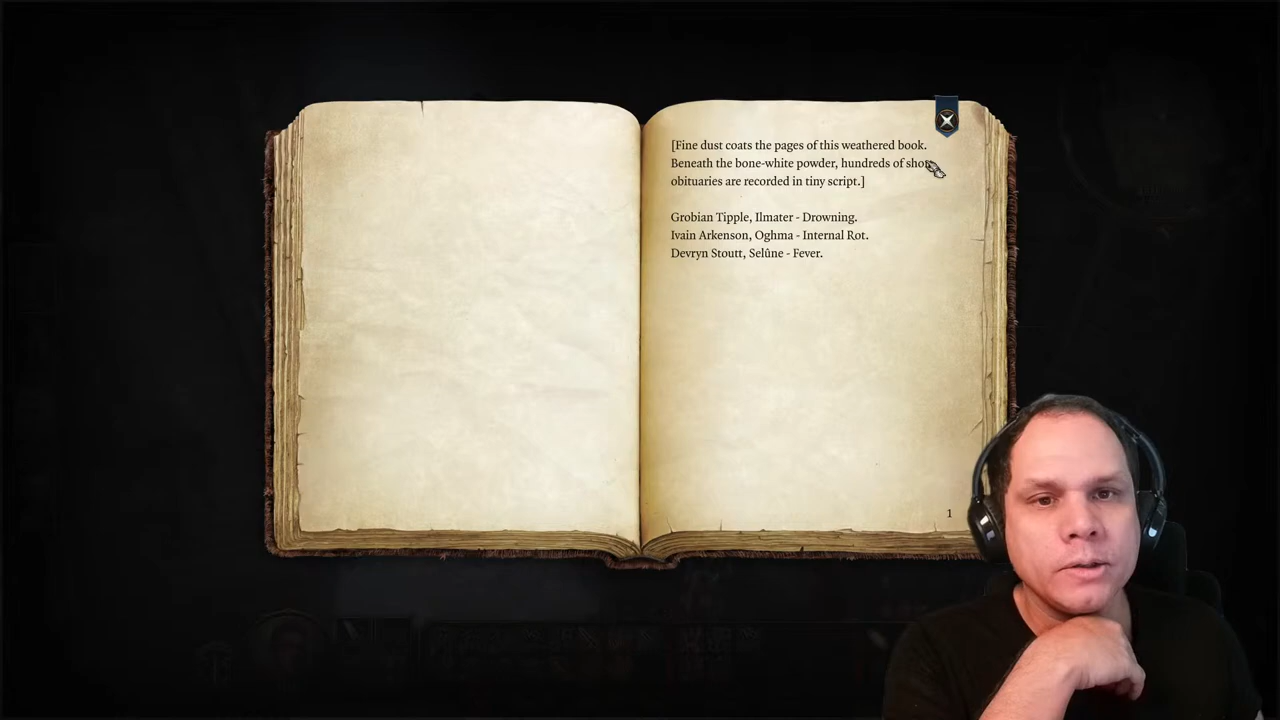 [Fine dust coats the pages of this weathered book.
Beneath the bone-white powder, hundreds of
obituaries are recorded in tiny script.]
Grobian Tipple, Ilmater - Drowning.
Ivain Arkenson, Oghma - Internal Rot.
Devryn Stoutt, Selûne - Fever.
1